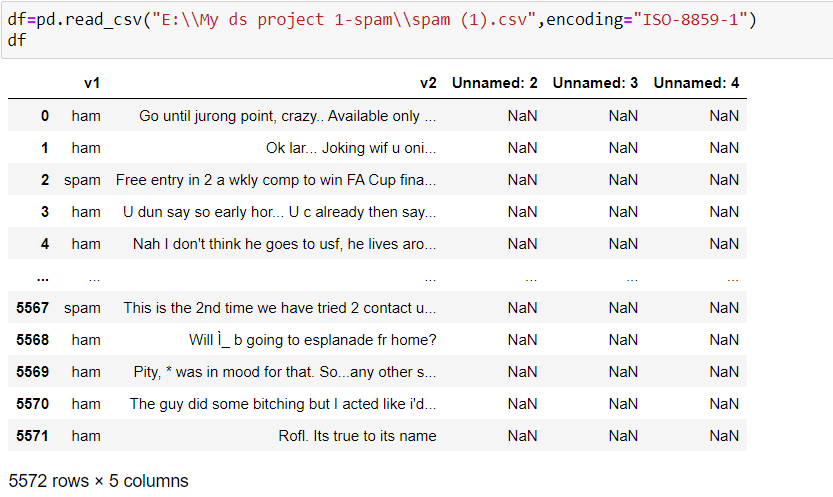 df=pd.read_csv("E:\\My ds project 1-spam\\spam (1).csv",encoding="ISO-8859-1")
df
v1 v2 Unnamed: 2 Unnamed: 3 Unnamed: 4
0 ham Go until jurong point, crazy.. Available only ... NaN NaN NaN
1 ham Ok lar... Joking wif u oni... NaN NaN NaN
2 spam Free entry in 2 a wkly comp to win FA Cup fina... NaN NaN NaN
3 ham U dun say so early hor... U c already then say... NaN NaN NaN
4 ham Nah I don't think he goes to usf, he lives aro... NaN NaN NaN
... ... ... ... ... ...
5567 spam This is the 2nd time we have tried 2 contact u... NaN NaN NaN
5568 ham Will Ì_ b going to esplanade fr home? NaN NaN NaN
5569 ham Pity, * was in mood for that. So...any other s... NaN NaN NaN
5570 ham The guy did some bitching but I acted like i'd... NaN NaN NaN
5571 ham Rofl. Its true to its name NaN NaN NaN
5572 rows × 5 columns